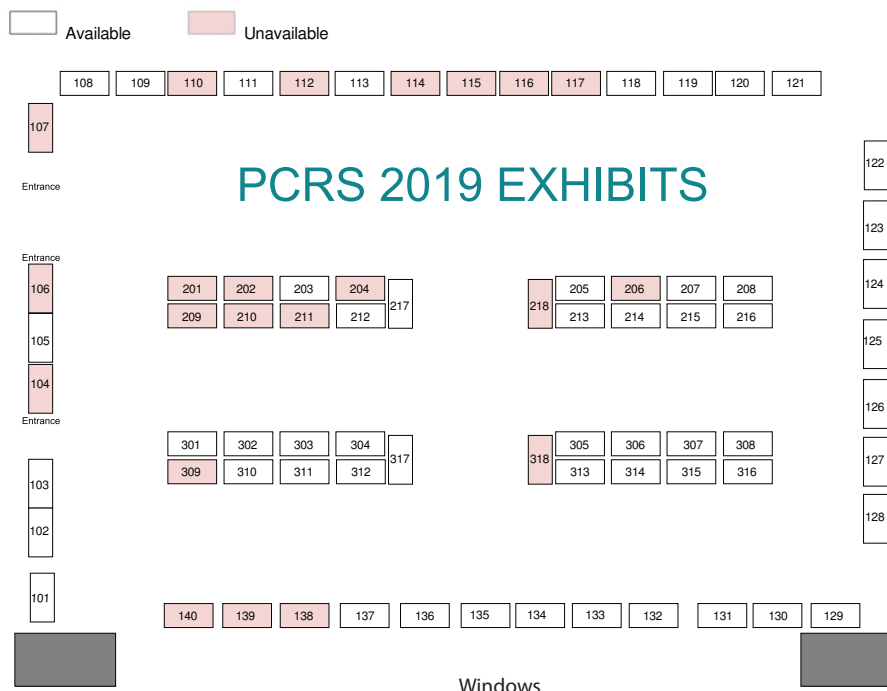 Available Unavailable
108 109 110 111 112 113 114 115 116 117 118 119 120 121
107
122
Entrance
PCRS 2019 EXHIBITS
123
Entrance
106
201 202 203 204 217 218 205 206 207 208
124
209 210 211 212 213 214 215 216
105
125
104
126
Entrance
301 302 303 304 317 318 305 306 307 308
127
309 310 311 312 313 314 315 316
103
128
102
101
140 139 138 137 136 135 134 133 132 131 130 129
Windows